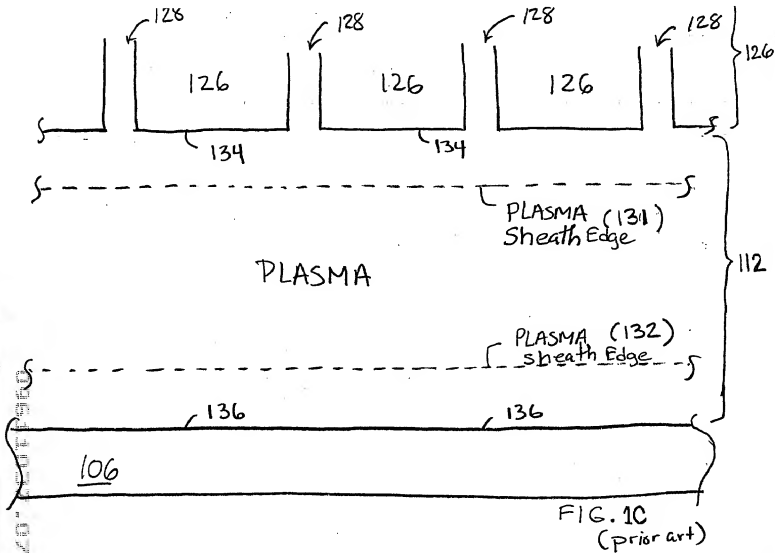 128
128
128
128
126
126
126
126
134
134
PLASMA (131)
Sheath Edge
PLASMA
112
PLASMA (132)
sheath Edge
136
136
106
FIG. 1C
(prior art)